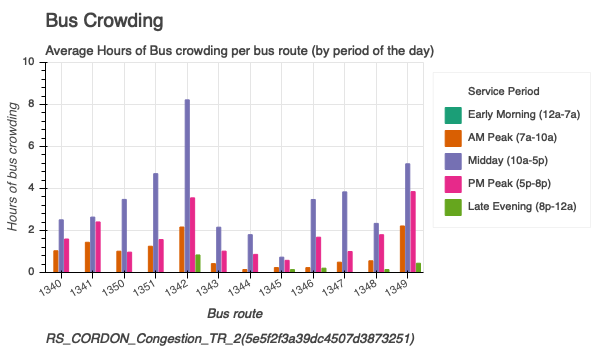 Bus Crowding
Average Hours of Bus crowding per bus route (by period of the day)
10
8
6
4
2
0
Hours of bus crowding
1340
1341
1350
1351
1342
1343
1344
1345
1346
1347
1348
1349
Bus route
Service Period
Early Morning (12a-7a)
AM Peak (7a-10a)
Midday (10a-5p)
PM Peak (5p-8p)
Late Evening (8p-12a)
RS_CORDON_Congestion_TR_2(5e5f2f3a39dc4507d3873251)